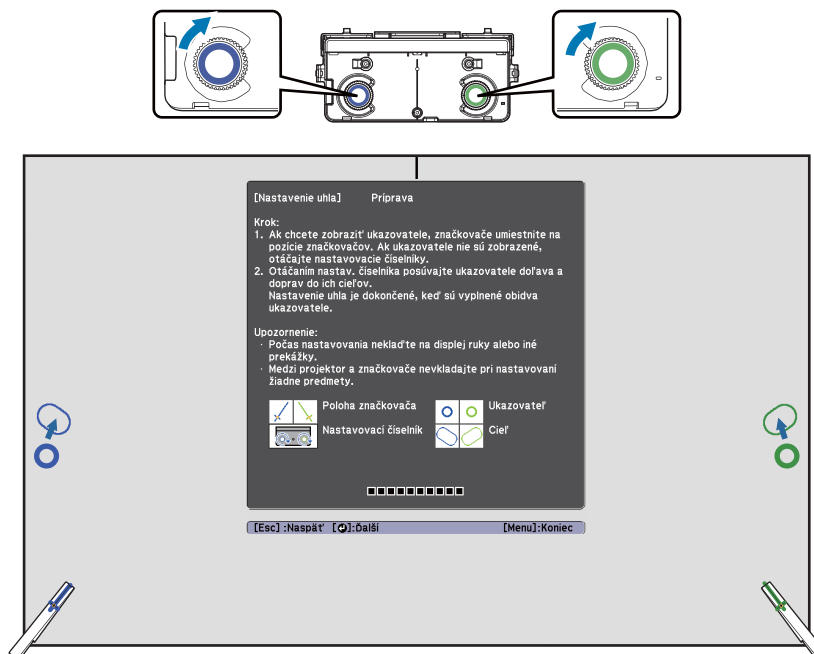 [Nastavenie uhla] Príprava
Krok:
1. Ak chcete zobraziť ukazovatele, značkovače umiestnite na
pozície značkovačov. Ak ukazovatele nie sú zobrazené,
otáčajte nastavovacie číselníky.
2. Otáčaním nastav. číselníka posúvajte ukazovatele doľava a
doprav do ich cieľov.
Nastavenie uhla je dokončené, keď sú vyplnené obidva
ukazovatele.
Upozornenie:
· Počas nastavovania neklaďte na displej ruky alebo iné
prekážky.
· Medzi projektor a značkovače nevkladajte pri nastavovaní
žiadne predmety.
Poloha značkovača Ukazovateľ
Nastavovací číselník Cieľ
[Esc] :Naspäť [↵]:Ďalší [Menu]:Koniec